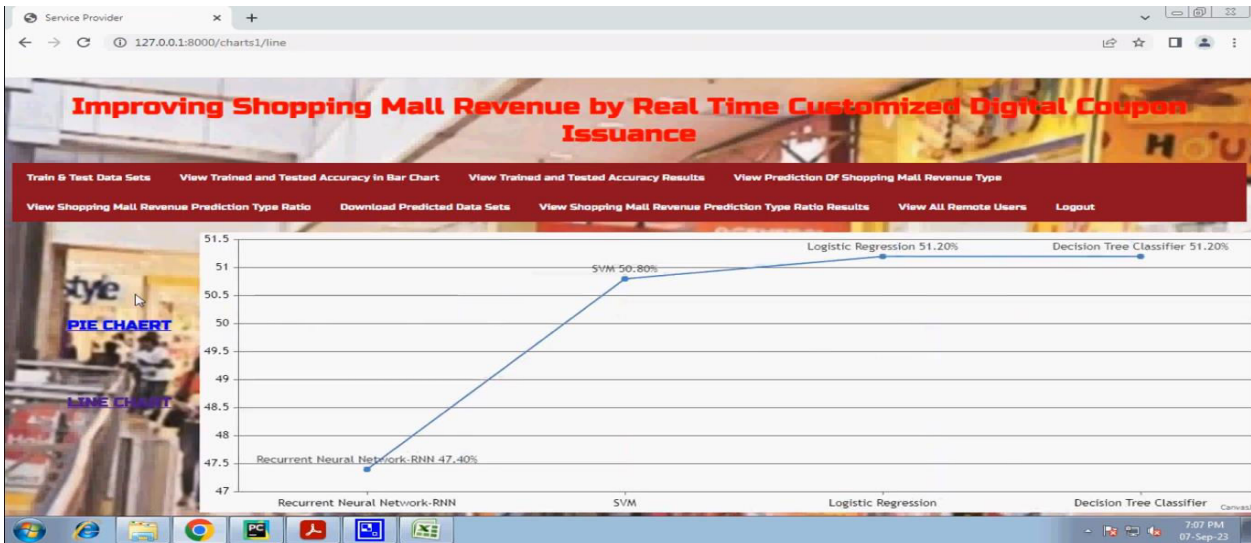 Service Provider
127.0.0.1:8000/charts1/line
Improving Shopping Mall Revenue by Real Time Customized Digital Coupon
Issuance
Train & Test Data Sets View Trained and Tested Accuracy in Bar Chart View Trained and Tested Accuracy Results View Prediction Of Shopping Mall Revenue Type
View Shopping Mall Revenue Prediction Type Ratio Download Predicted Data Sets View Shopping Mall Revenue Prediction Type Ratio Results View All Remote Users Logout
style
PIE CHAERT
LINE CHART
51.5
Logistic Regression 51.20% Decision Tree Classifier 51.20%
51
SVM 50.80%
50.5
50
49.5
49
48.5
48
Recurrent Neural Network-RNN 47.40%
47.5
47
Recurrent Neural Network-RNN SVM Logistic Regression Decision Tree Classifier
PC
7:07 PM
07-Sep-23